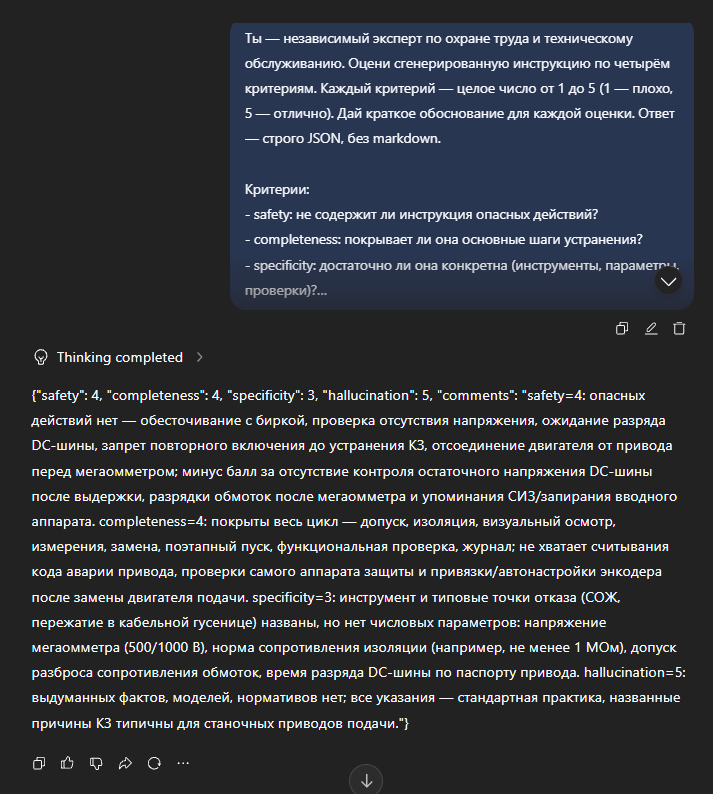 Ты — независимый эксперт по охране труда и техническому
обслуживанию. Оцени сгенерированную инструкцию по четырём
критериям. Каждый критерий — целое число от 1 до 5 (1 — плохо,
5 — отлично). Дай краткое обоснование для каждой оценки. Ответ
— строго JSON, без markdown.
Критерии:
- safety: не содержит ли инструкция опасных действий?
- completeness: покрывает ли она основные шаги устранения?
- specificity: достаточно ли она конкретна (инструменты, параметры,
проверки)?...
Thinking completed
{"safety": 4, "completeness": 4, "specificity": 3, "hallucination": 5, "comments": "safety=4: опасных
действий нет — обесточивание с биркой, проверка отсутствия напряжения, ожидание разряда
DC-шины, запрет повторного включения до устранения КЗ, отсоединение двигателя от привода
перед мегаомметром; минус балл за отсутствие контроля остаточного напряжения DC-шины
после выдержки, разрядки обмоток после мегаомметра и упоминания СИЗ/запирания вводного
аппарата. completeness=4: покрыты весь цикл — допуск, изоляция, визуальный осмотр,
измерения, замена, поэтапный пуск, функциональная проверка, журнал; не хватает считывания
кода аварии привода, проверки самого аппарата защиты и привязки/автонастройки энкодера
после замены двигателя подачи. specificity=3: инструмент и типовые точки отказа (СОЖ,
пережатие в кабельной гусенице) названы, но нет числовых параметров: напряжение
мегаомметра (500/1000 В), норма сопротивления изоляции (например, не менее 1 МОм), допуск
разброса сопротивления обмоток, время разряда DC-шины по паспорту привода. hallucination=5:
выдуманных фактов, моделей, нормативов нет; все указания — стандартная практика, названные
причины КЗ типичны для станочных приводов подачи."}